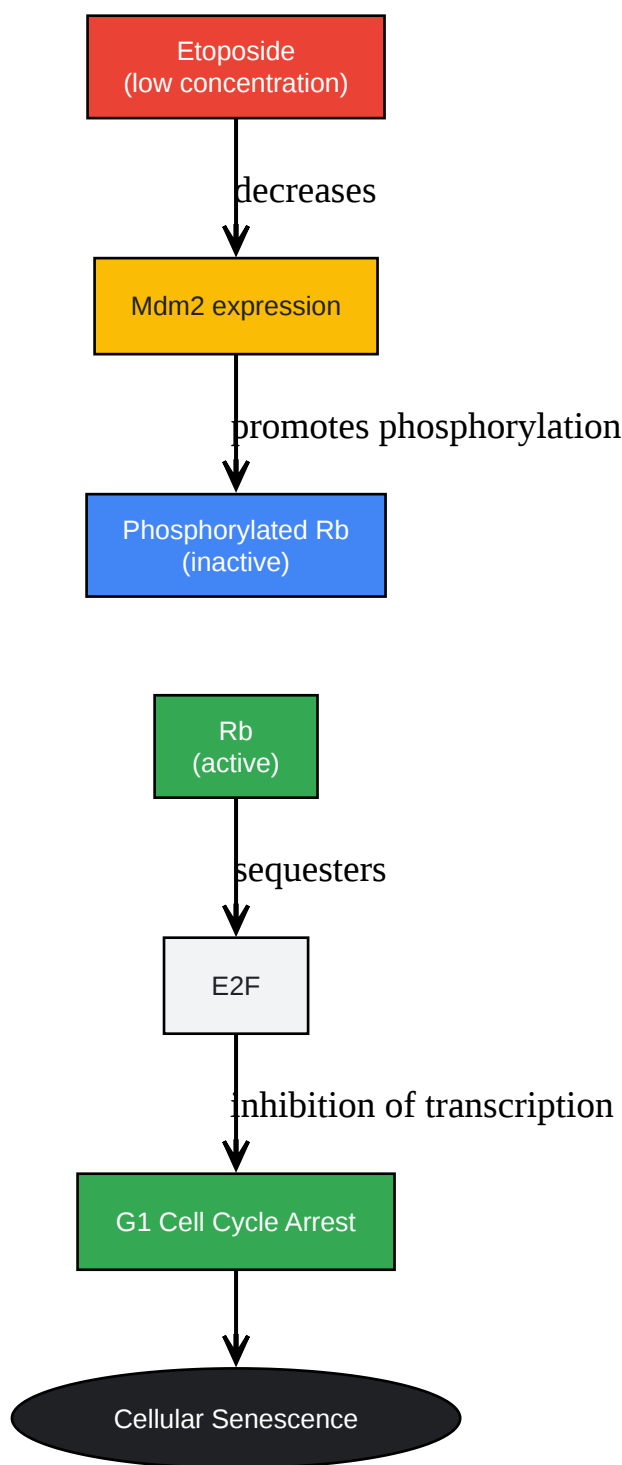 Etoposide
(low concentration)
decreases
Mdm2 expression
promotes phosphorylation
Phosphorylated Rb
(inactive)
Rb
(active)
sequesters
E2F
inhibition of transcription
G1 Cell Cycle Arrest
Cellular Senescence